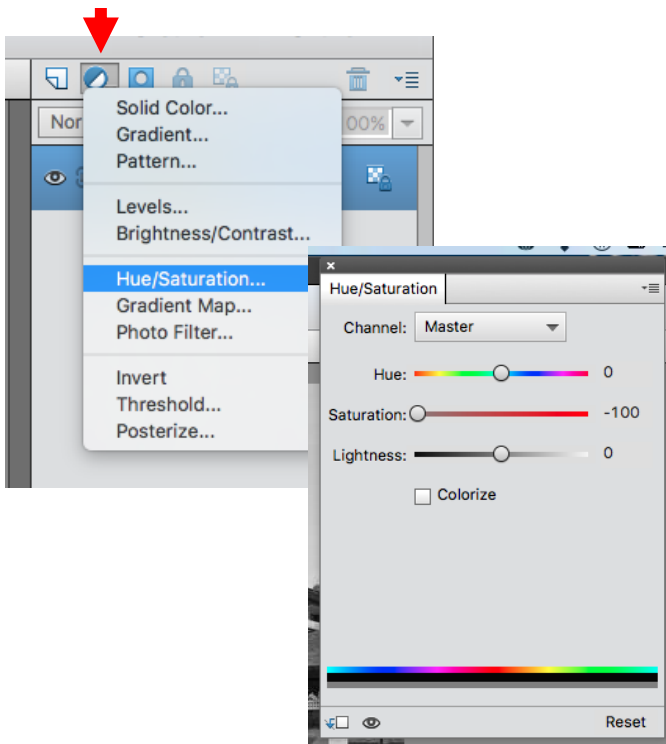 Nor
00%
Solid Color...
Gradient...
Pattern...
Levels...
Brightness/Contrast...
Hue/Saturation...
Gradient Map...
Photo Filter...
Invert
Threshold...
Posterize...
Hue/Saturation
Channel: Master
Hue: 0
Saturation: -100
Lightness: 0
Colorize
Reset